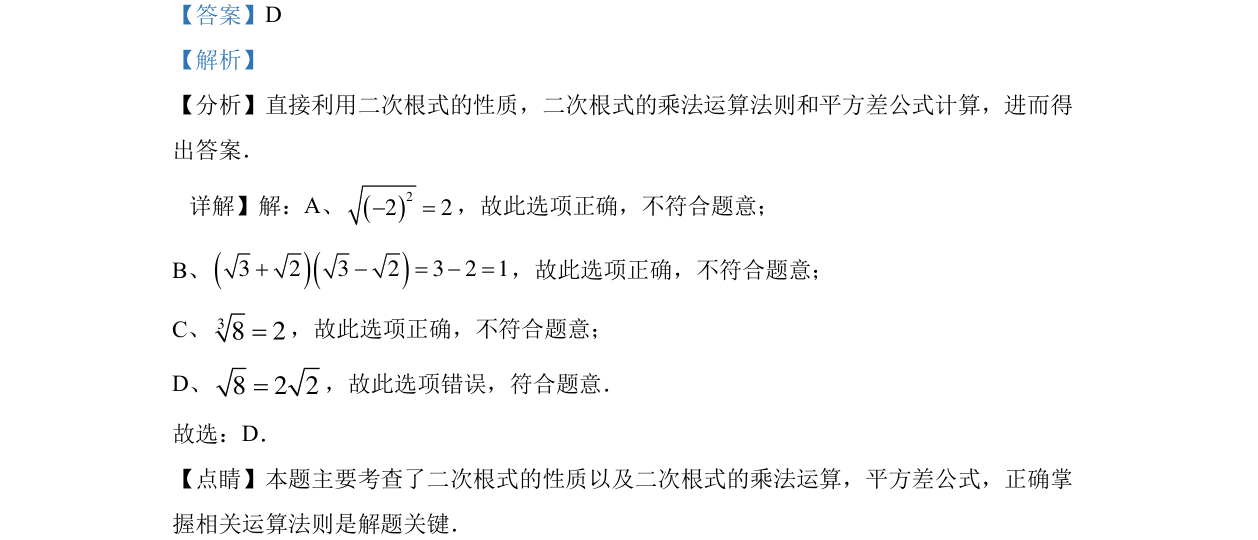 【答案】D
【解析】
【分析】直接利用二次根式的性质，二次根式的乘法运算法则和平方差公式计算，进而得
出答案．
详解】解：A、√(−2)² = 2，故此选项正确，不符合题意；
B、(√3 + √2)(√3 − √2) = 3 − 2 = 1，故此选项正确，不符合题意；
C、∛8 = 2，故此选项正确，不符合题意；
D、√8 = 2√2，故此选项错误，符合题意．
故选：D．
【点睛】本题主要考查了二次根式的性质以及二次根式的乘法运算，平方差公式，正确掌
握相关运算法则是解题关键．